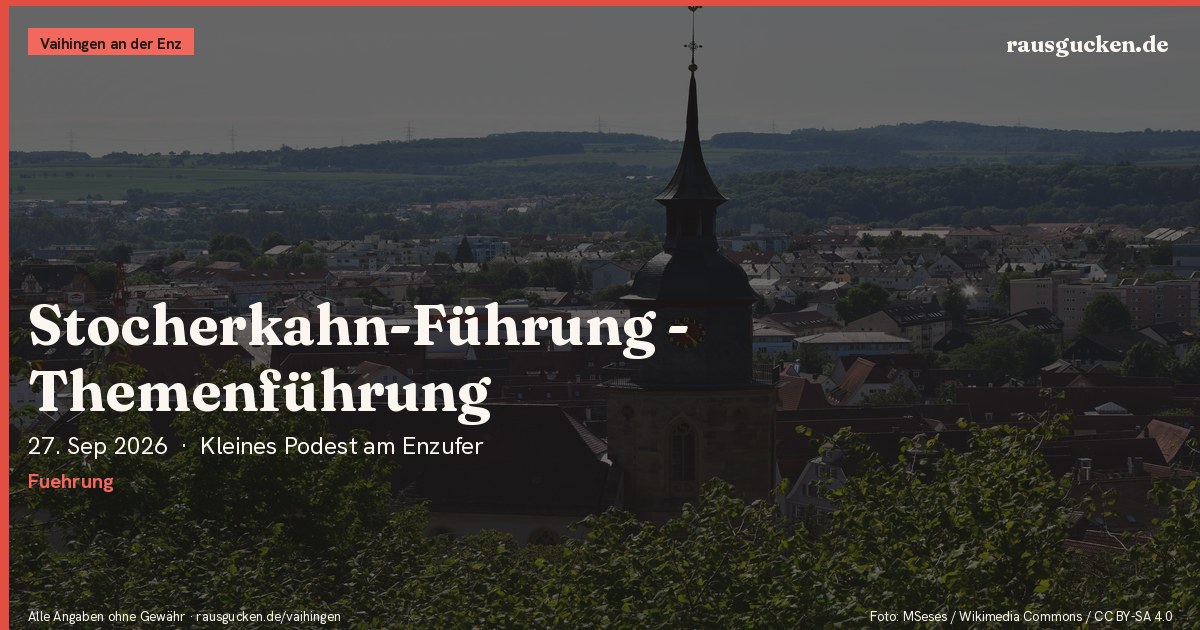 Vaihingen an der Enz
rausgucken.de
Stocherkahn-Führung -
Themenführung
27. Sep 2026 · Kleines Podest am Enzufer
Fuehrung
Alle Angaben ohne Gewähr · rausgucken.de/vaihingen
Foto: MSeses / Wikimedia Commons / CC BY-SA 4.0